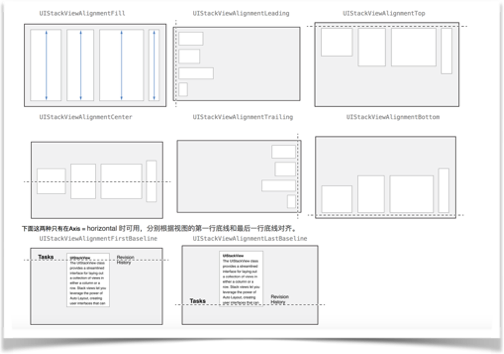 UIStackViewAlignmentFill
UIStackViewAlignmentLeading
UIStackViewAlignmentTop
UIStackViewAlignmentCenter
UIStackViewAlignmentTrailing
UIStackViewAlignmentBottom
下面这两种只有在Axis = horizontal 时可用，分别根据视图的第一行底线和最后一行底线对齐。
UIStackViewAlignmentFirstBaseline
UIStackViewAlignmentLastBaseline
Tasks
UIStackView
The UIStackView class
provides a streamlined
interface for laying out
a collection of views in
either a column or a
row. Stack views let you
leverage the power of
Auto Layout, creating
user interfaces that can
Revision
History
Tasks
UIStackView
The UIStackView class
provides a streamlined
interface for laying out
a collection of views in
either a column or a
row. Stack views let you
leverage the power of
Auto Layout, creating
user interfaces that can
Revision
History